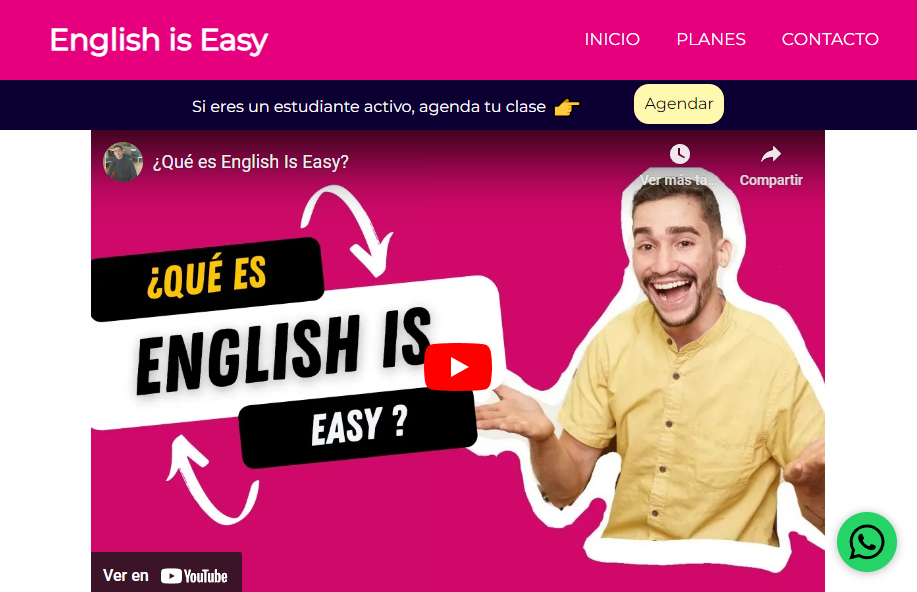 English is Easy
INICIO
PLANES
CONTACTO
Si eres un estudiante activo, agenda tu clase
Agendar
¿Qué es English Is Easy?
Ver más ta...
Compartir
¿QUÉ ES
ENGLISH IS
EASY ?
Ver en YouTube